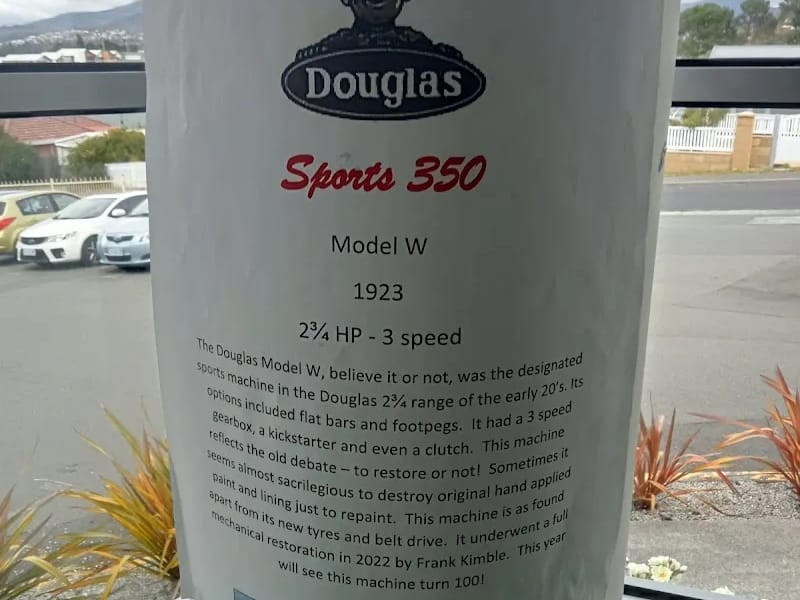 Douglas
Sports 350
Model W
1923
2¾ HP - 3 speed
The Douglas Model W, believe it or not, was the designated
sports machine in the Douglas 2¾ range of the early 20's. Its
options included flat bars and footpegs. It had a 3 speed
gearbox, a kickstarter and even a clutch. This machine
reflects the old debate – to restore or not! Sometimes it
seems almost sacrilegious to destroy original hand applied
paint and lining just to repaint. This machine is as found
apart from its new tyres and belt drive. It underwent a full
mechanical restoration in 2022 by Frank Kimble. This year
will see this machine turn 100!